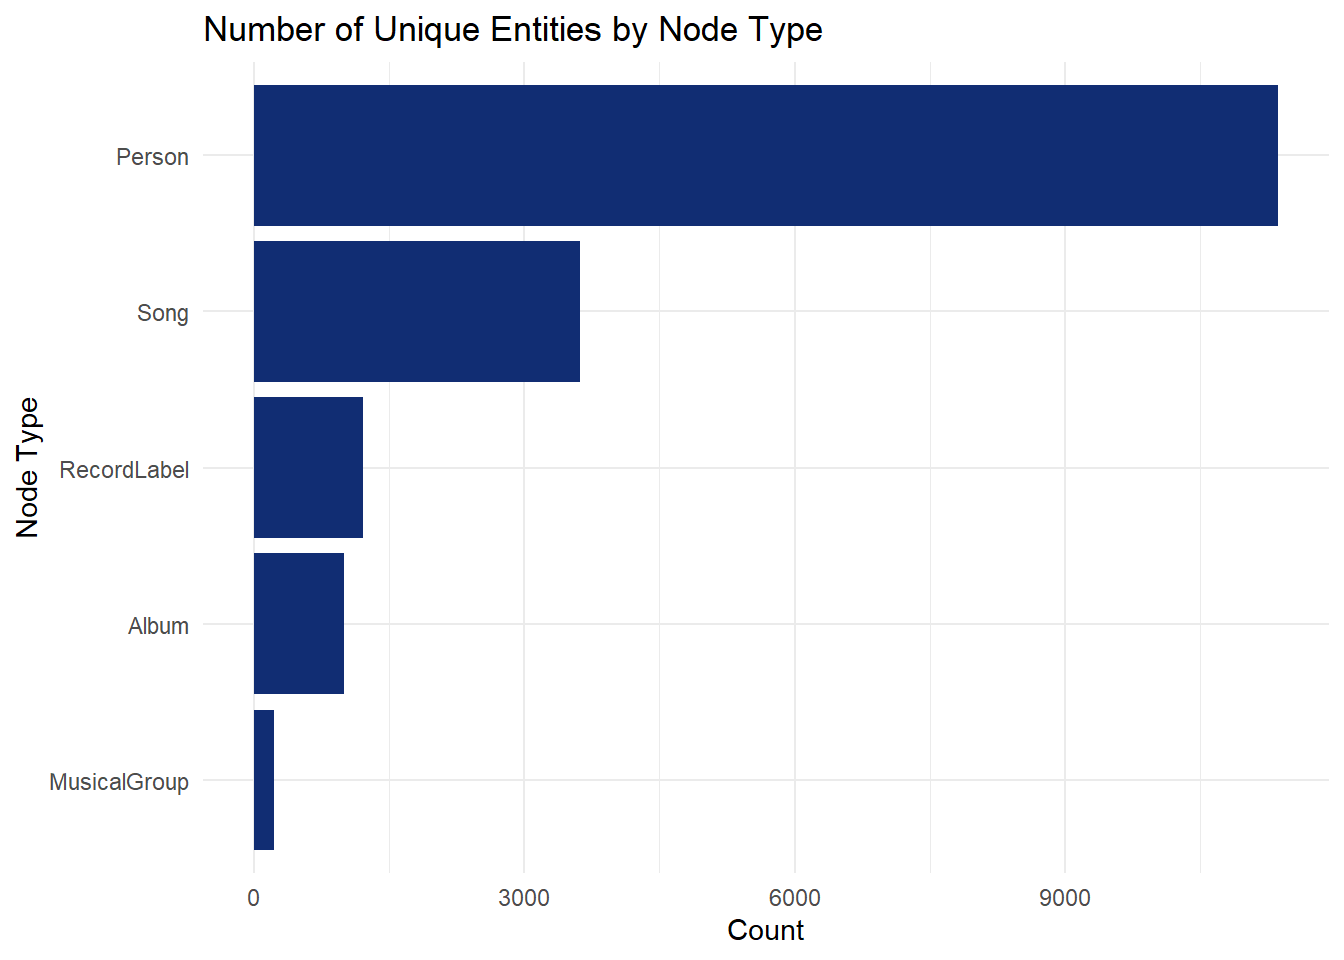 Number of Unique Entities by Node Type
Person
Song
RecordLabel
Album
MusicalGroup
Node Type
0 3000 6000 9000
Count